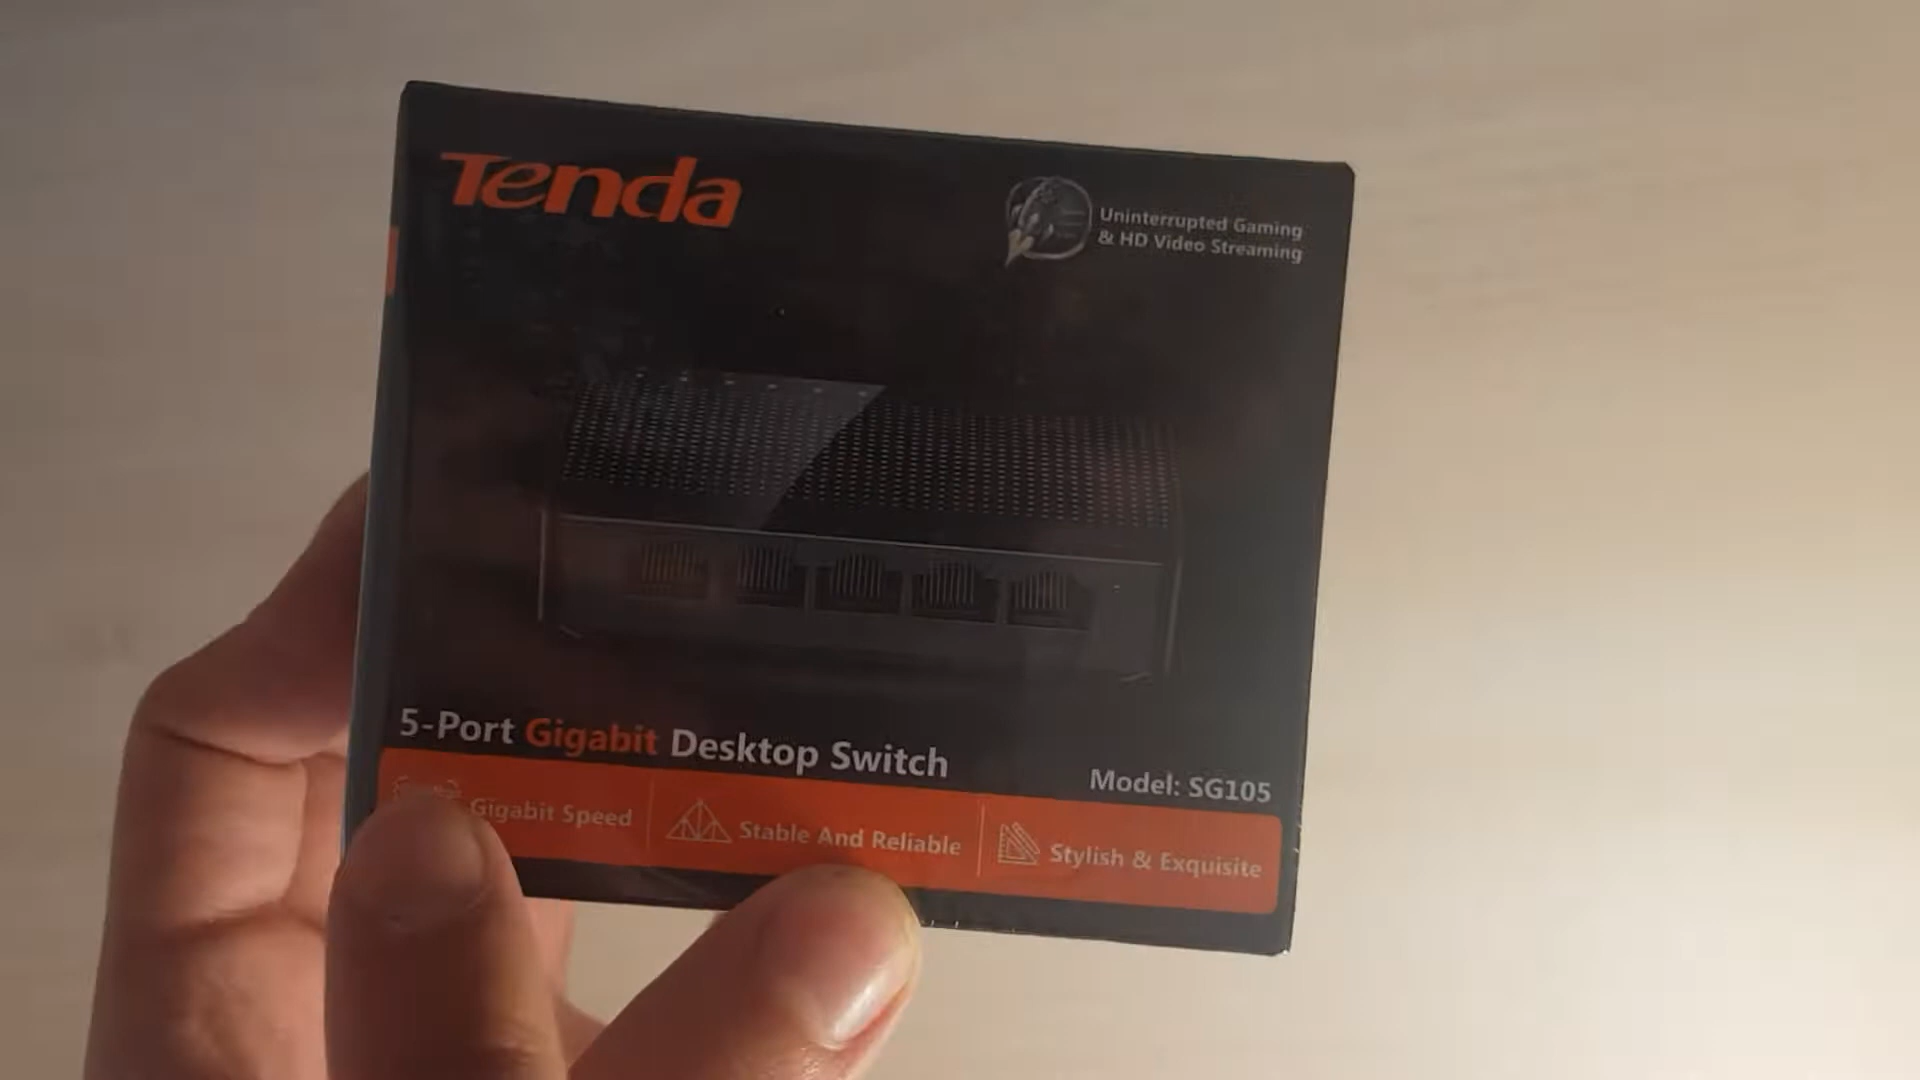 Tenda
Uninterrupted Gaming
& HD Video Streaming
5-Port Gigabit Desktop Switch
Model: SG105
Gigabit Speed
Stable And Reliable
Stylish & Exquisite